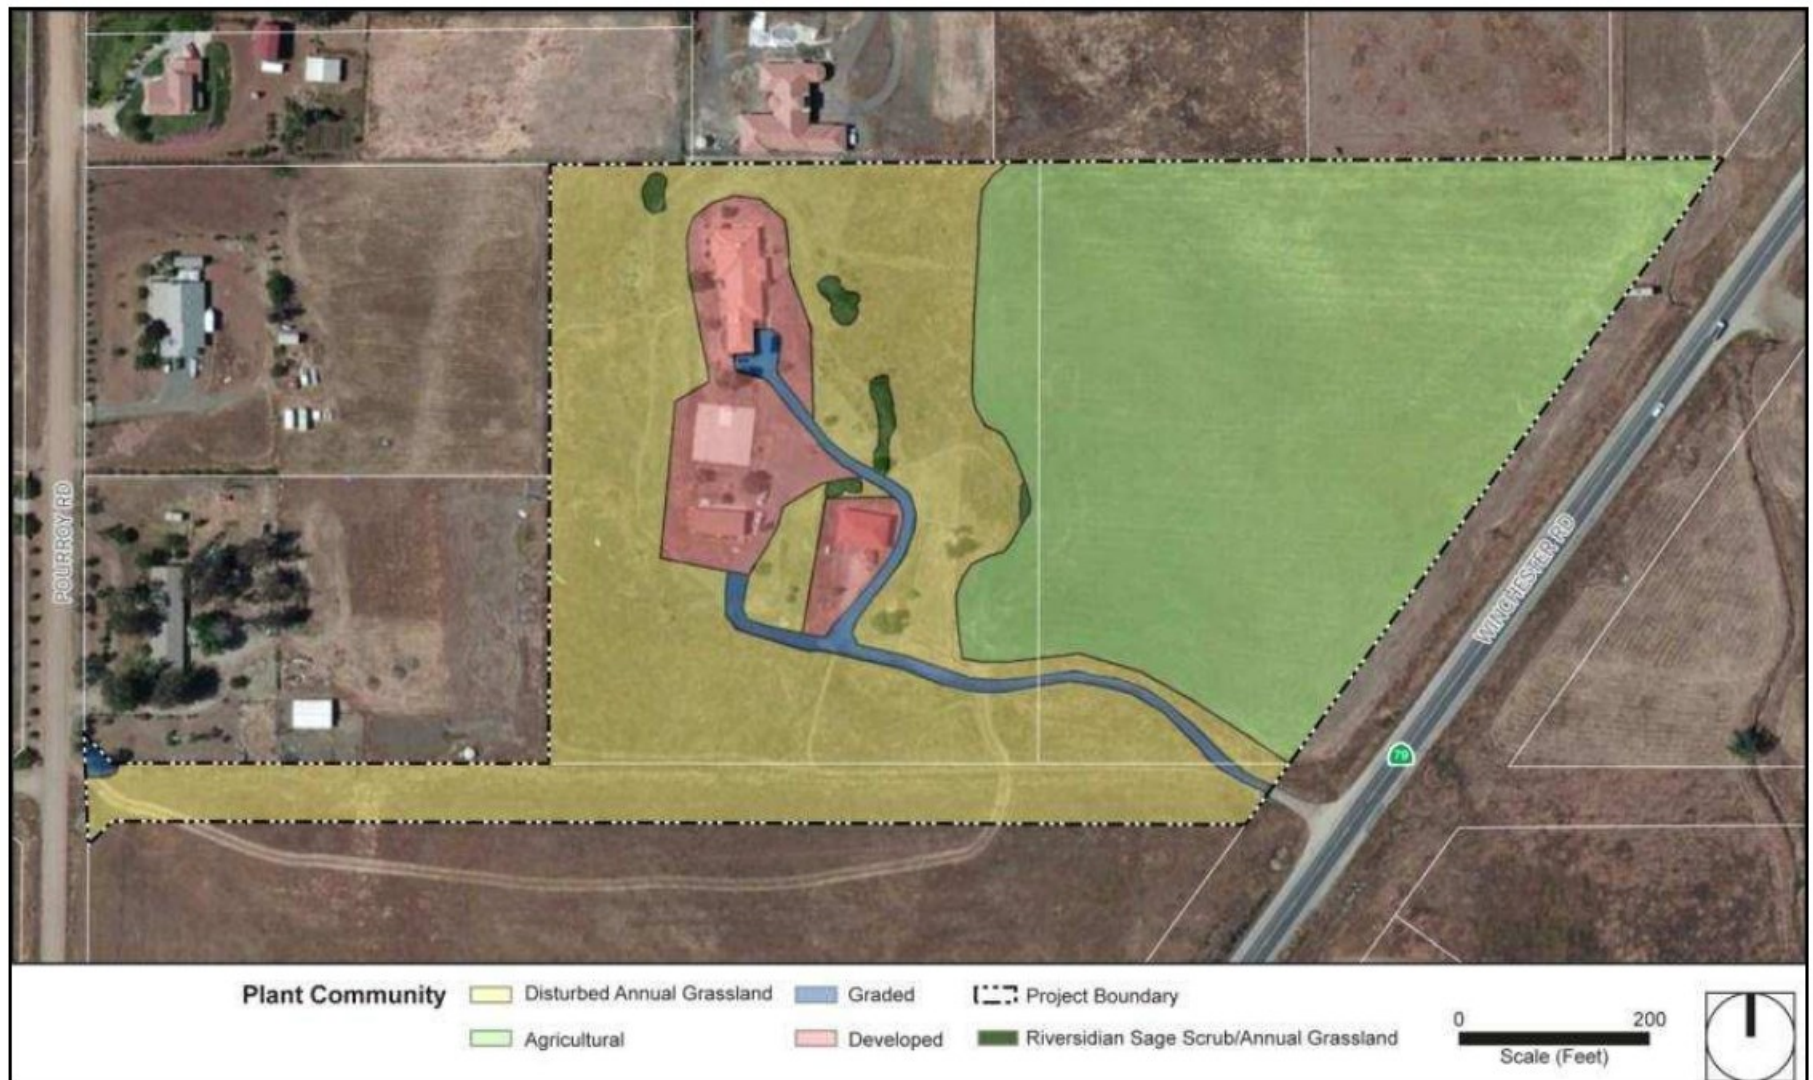 POURROY RD
WINCHESTER RD
79
Plant Community
Disturbed Annual Grassland
Graded
Project Boundary
Agricultural
Developed
Riversidian Sage Scrub/Annual Grassland
0 200
Scale (Feet)